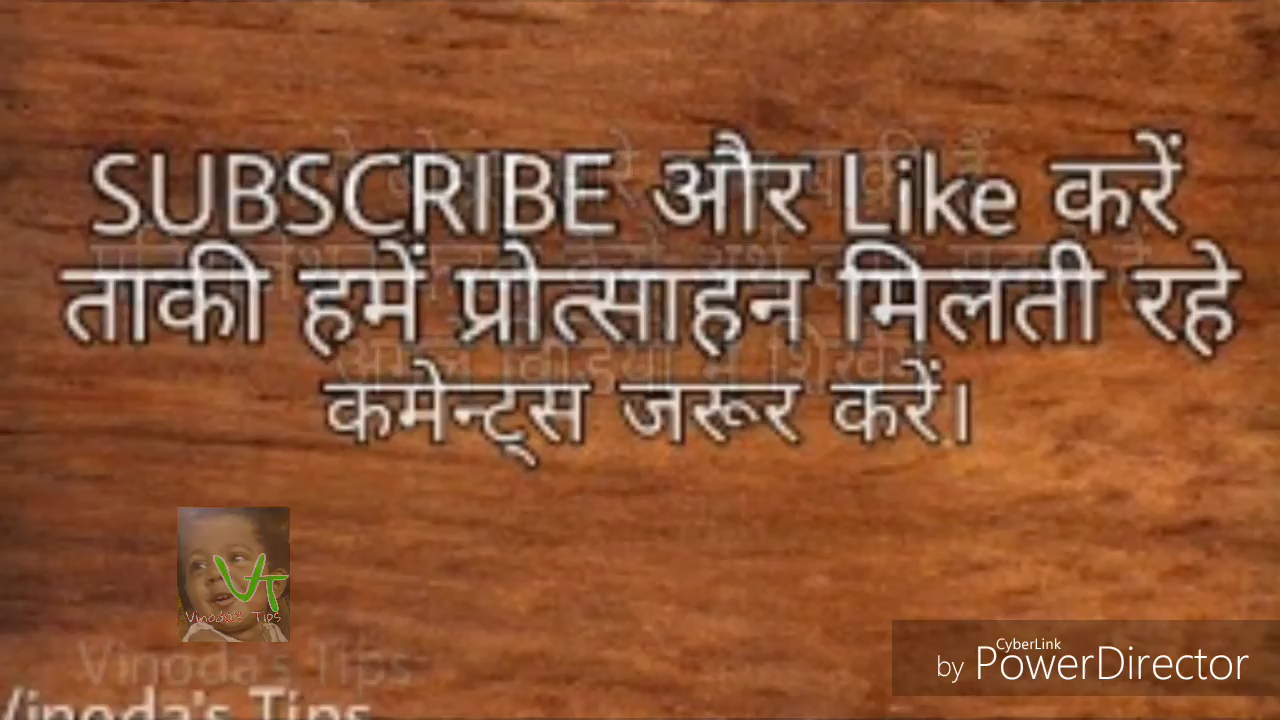 SUBSCRIBE और Like करें
ताकी हमें प्रोत्साहन मिलती रहे
कमेन्ट्स जरूर करें।
VT
Vinoda's Tips
Vinoda's Tips
Vinoda's Tips
CyberLink
by PowerDirector